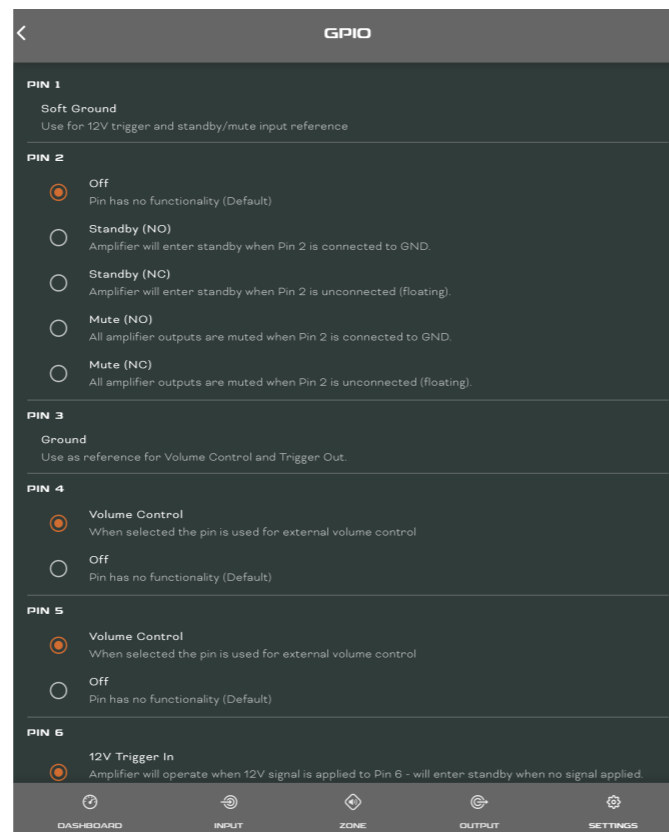 GPIO
PIN 1
Soft Ground
Use for 12V trigger and standby/mute input reference
PIN 2
Off
Pin has no functionality (Default)
Standby (NO)
Amplifier will enter standby when Pin 2 is connected to GND.
Standby (NC)
Amplifier will enter standby when Pin 2 is unconnected (floating).
Mute (NO)
All amplifier outputs are muted when Pin 2 is connected to GND.
Mute (NC)
All amplifier outputs are muted when Pin 2 is unconnected (floating).
PIN 3
Ground
Use as reference for Volume Control and Trigger Out.
PIN 4
Volume Control
When selected the pin is used for external volume control
Off
Pin has no functionality (Default)
PIN 5
Volume Control
When selected the pin is used for external volume control
Off
Pin has no functionality (Default)
PIN 6
12V Trigger In
Amplifier will operate when 12V signal is applied to Pin 6 - will enter standby when no signal applied.
DASHBOARD INPUT ZONE OUTPUT SETTINGS